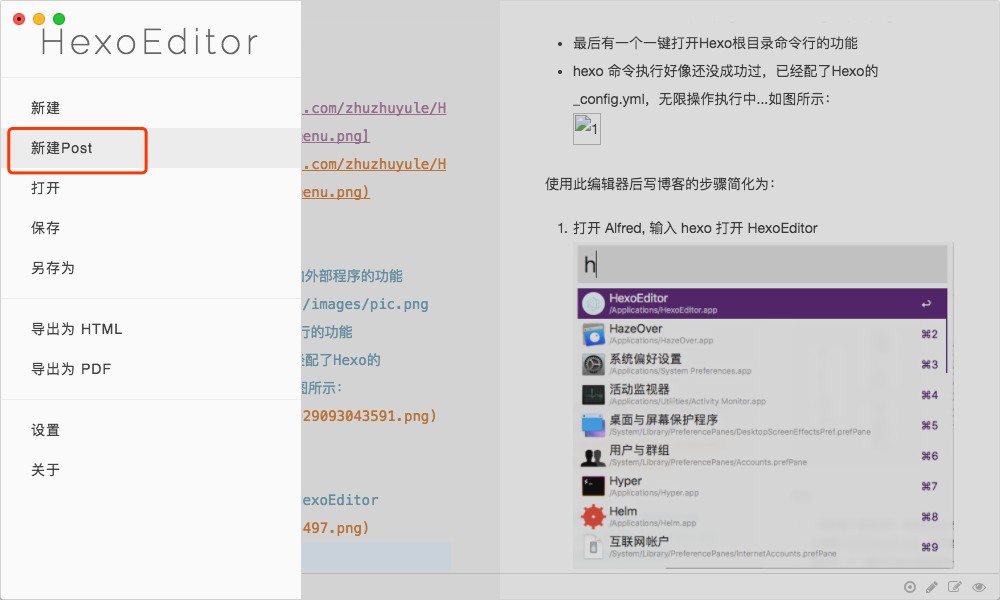 HexoEditor
新建
新建Post
打开
保存
另存为
导出为 HTML
导出为 PDF
设置
关于
.com/zhuzhuyule/H
enu.png]
.com/zhuzhuyule/H
enu.png)
外部程序的功能
/images/pic.png
行的功能
经配了Hexo的
图所示：
29093043591.png)
exoEditor
497.png)
最后有一个一键打开Hexo根目录命令行的功能
hexo 命令执行好像还没成功过，已经配了Hexo的
_config.yml，无限操作执行中...如图所示：
1
使用此编辑器后写博客的步骤简化为：
1. 打开 Alfred, 输入 hexo 打开 HexoEditor
h
HexoEditor
/Applications/HexoEditor.app
HazeOver ⌘2
/Applications/HazeOver.app
系统偏好设置 ⌘3
/Applications/System Preferences.app
活动监视器 ⌘4
/Applications/Utilities/Activity Monitor.app
桌面与屏幕保护程序 ⌘5
/System/Library/PreferencePanes/DesktopScreenEffectsPref.prefPane
用户与群组 ⌘6
/System/Library/PreferencePanes/Accounts.prefPane
Hyper ⌘7
/Applications/Hyper.app
Helm ⌘8
/Applications/Helm.app
互联网帐户 ⌘9
/System/Library/PreferencePanes/InternetAccounts.prefPane